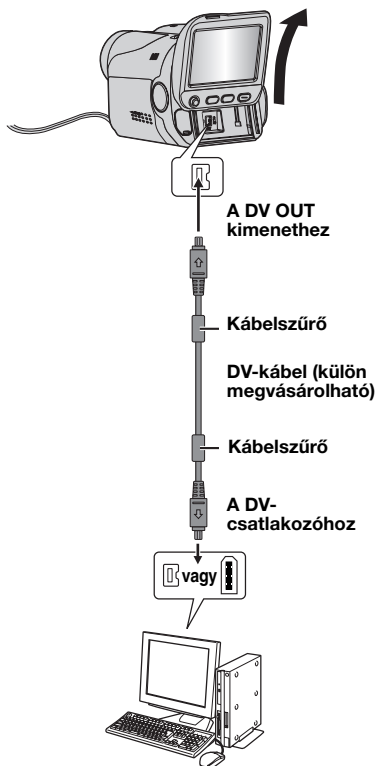 A DV OUT
kimenethez
Kábelszűrő
DV-kábel (külön
megvásárolható)
Kábelszűrő
A DV-
csatlakozóhoz
vagy